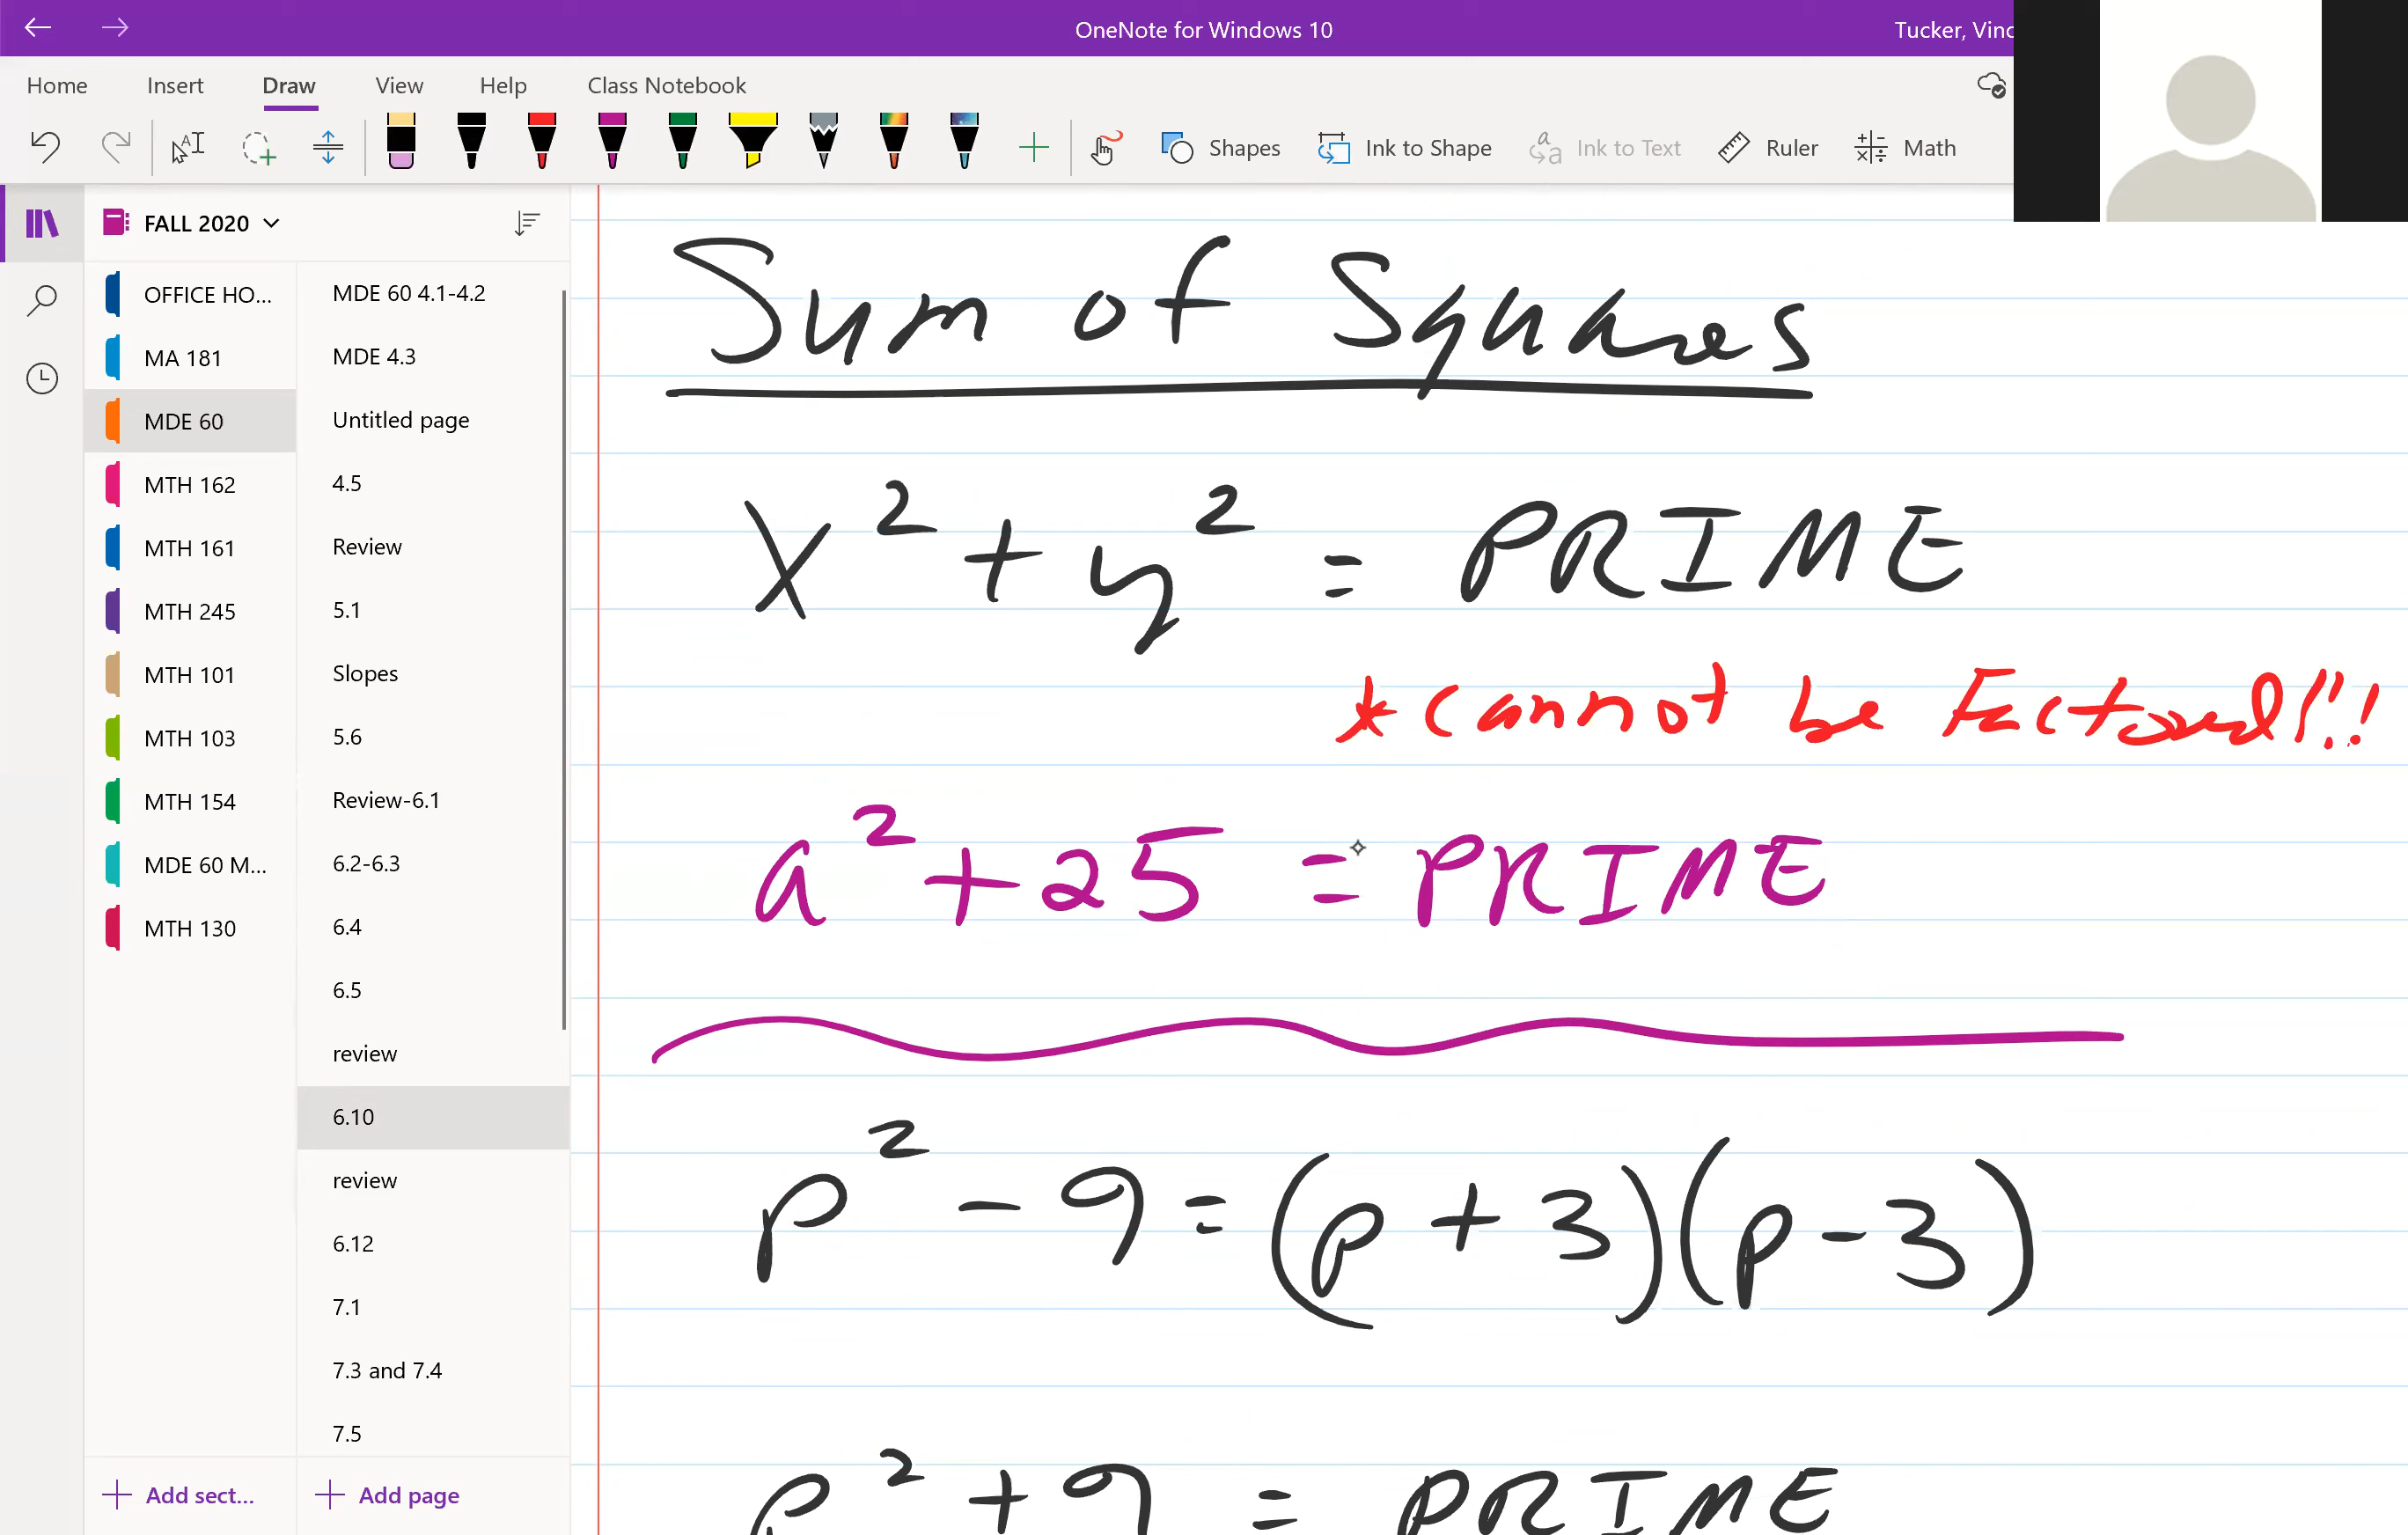 OneNote for Windows 10
Tucker, Vinc
Home Insert Draw View Help Class Notebook
Shapes Ink to Shape Ink to Text Ruler Math
FALL 2020
OFFICE HO...
MA 181
MDE 60
MTH 162
MTH 161
MTH 245
MTH 101
MTH 103
MTH 154
MDE 60 M...
MTH 130
Add sect...
MDE 60 4.1-4.2
MDE 4.3
Untitled page
4.5
Review
5.1
Slopes
5.6
Review-6.1
6.2-6.3
6.4
6.5
review
6.10
review
6.12
7.1
7.3 and 7.4
7.5
Add page
Sum of Squares
x² + y² = PRIME
* Cannot be Factored!!!
a² + 25 = PRIME
p² - 9 = (p + 3)(p - 3)
p² + 9 = PRIME